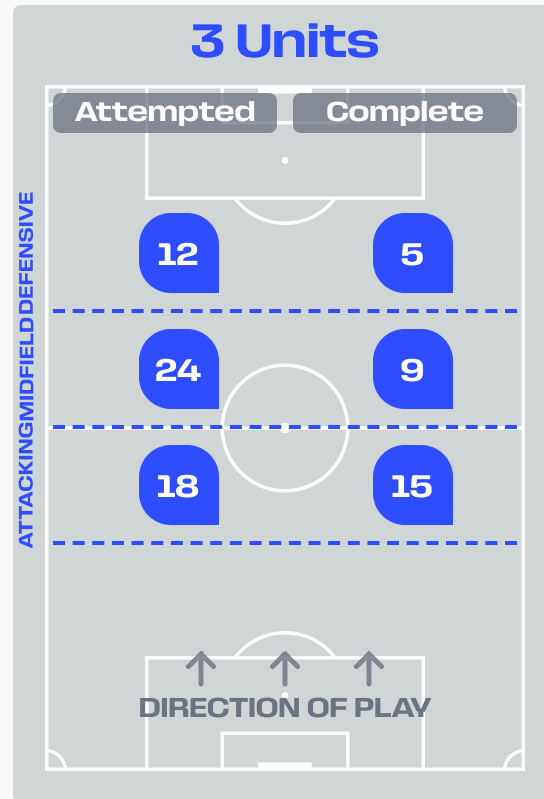 3 Units
Attempted Complete
12 5
24 9
18 15
ATTACKING MIDFIELD DEFENSIVE
DIRECTION OF PLAY